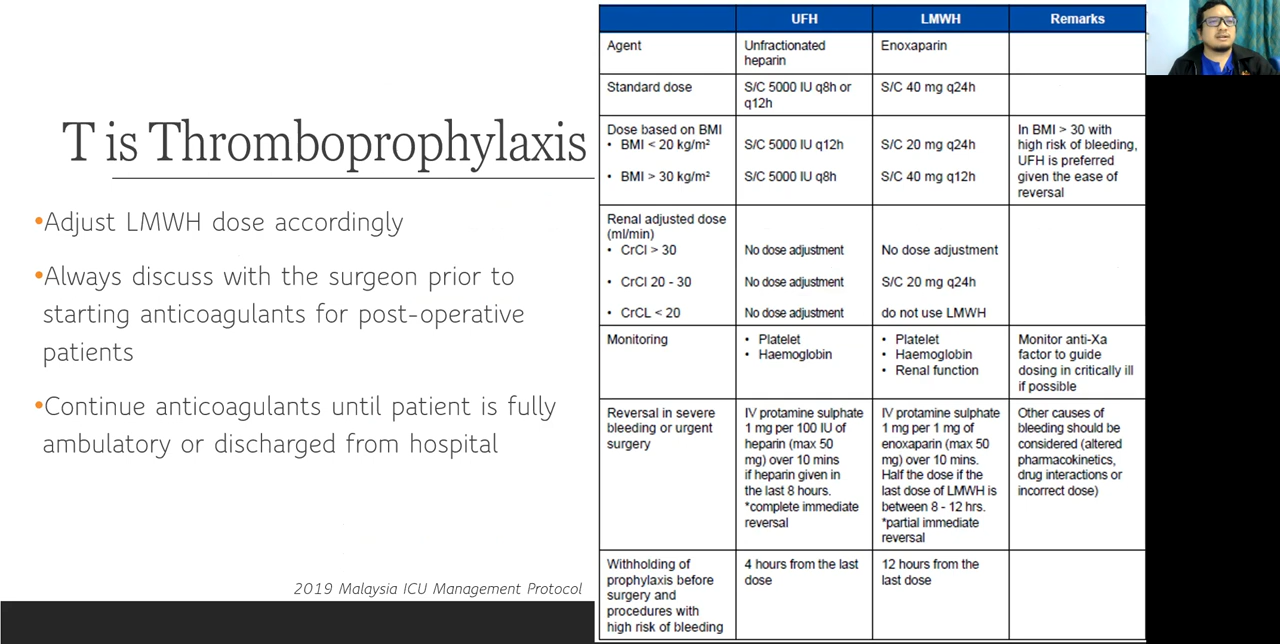 T is Thromboprophylaxis
•Adjust LMWH dose accordingly
•Always discuss with the surgeon prior to
starting anticoagulants for post-operative
patients
•Continue anticoagulants until patient is fully
ambulatory or discharged from hospital
2019 Malaysia ICU Management Protocol
UFH LMWH Remarks
Agent
Unfractionated
heparin
Enoxaparin
Standard dose
S/C 5000 IU q8h or
q12h
S/C 40 mg q24h
Dose based on BMI
• BMI < 20 kg/m²
• BMI > 30 kg/m²
S/C 5000 IU q12h
S/C 5000 IU q8h
S/C 20 mg q24h
S/C 40 mg q12h
In BMI > 30 with
high risk of bleeding,
UFH is preferred
given the ease of
reversal
Renal adjusted dose
(ml/min)
• CrCl > 30
• CrCl 20 - 30
• CrCL < 20
No dose adjustment
No dose adjustment
No dose adjustment
No dose adjustment
S/C 20 mg q24h
do not use LMWH
Monitoring
• Platelet
• Haemoglobin
• Platelet
• Haemoglobin
• Renal function
Monitor anti-Xa
factor to guide
dosing in critically ill
if possible
Reversal in severe
bleeding or urgent
surgery
IV protamine sulphate
1 mg per 100 IU of
heparin (max 50
mg) over 10 mins
if heparin given in
the last 8 hours.
*complete immediate
reversal
IV protamine sulphate
1 mg per 1 mg of
enoxaparin (max 50
mg) over 10 mins.
Half the dose if the
last dose of LMWH is
between 8 - 12 hrs.
*partial immediate
reversal
Other causes of
bleeding should be
considered (altered
pharmacokinetics,
drug interactions or
incorrect dose)
Withholding of
prophylaxis before
surgery and
procedures with
high risk of bleeding
4 hours from the last
dose
12 hours from the
last dose